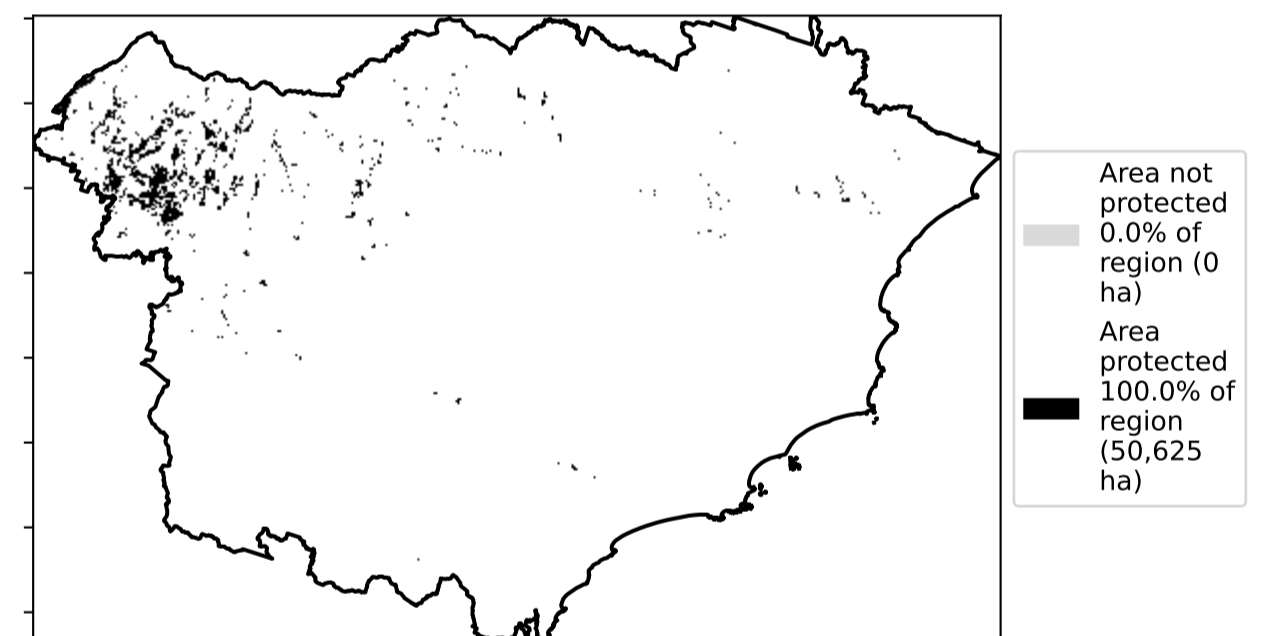 Area not
protected
0.0% of
region (0
ha)
Area
protected
100.0% of
region
(50,625
ha)